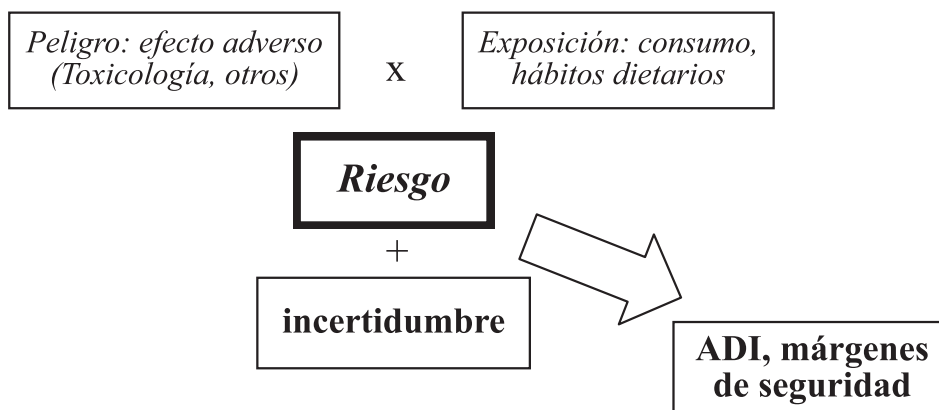 Peligro: efecto adverso
(Toxicología, otros)
x
Exposición: consumo,
hábitos dietarios
Riesgo
+
incertidumbre
ADI, márgenes
de seguridad